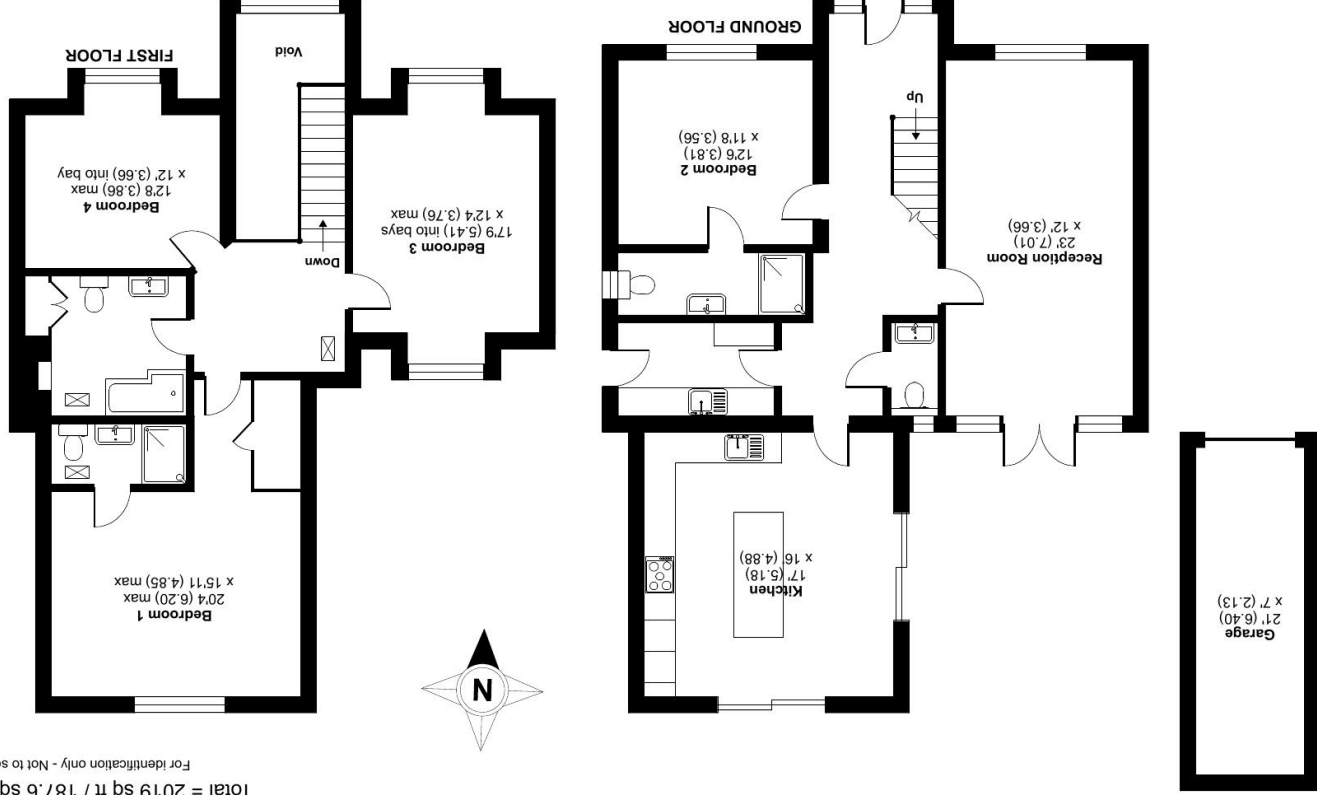 Total = 2019 sq ft / 187.6 sq
For identification only - Not to sc
Garage
21' (6.40)
x 7' (2.13)
Kitchen
17' (5.18)
x 16' (4.88)
N
Bedroom 1
20'4 (6.20) max
x 15'11 (4.85) max
Reception Room
23' (7.01)
x 12' (3.66)
Up
Bedroom 2
12'6 (3.81)
x 11'8 (3.56)
GROUND FLOOR
Down
Bedroom 3
17'9 (5.41) into bays
x 12'4 (3.76) max
Bedroom 4
12'8 (3.86) max
x 12' (3.66) into bay
Void
FIRST FLOOR